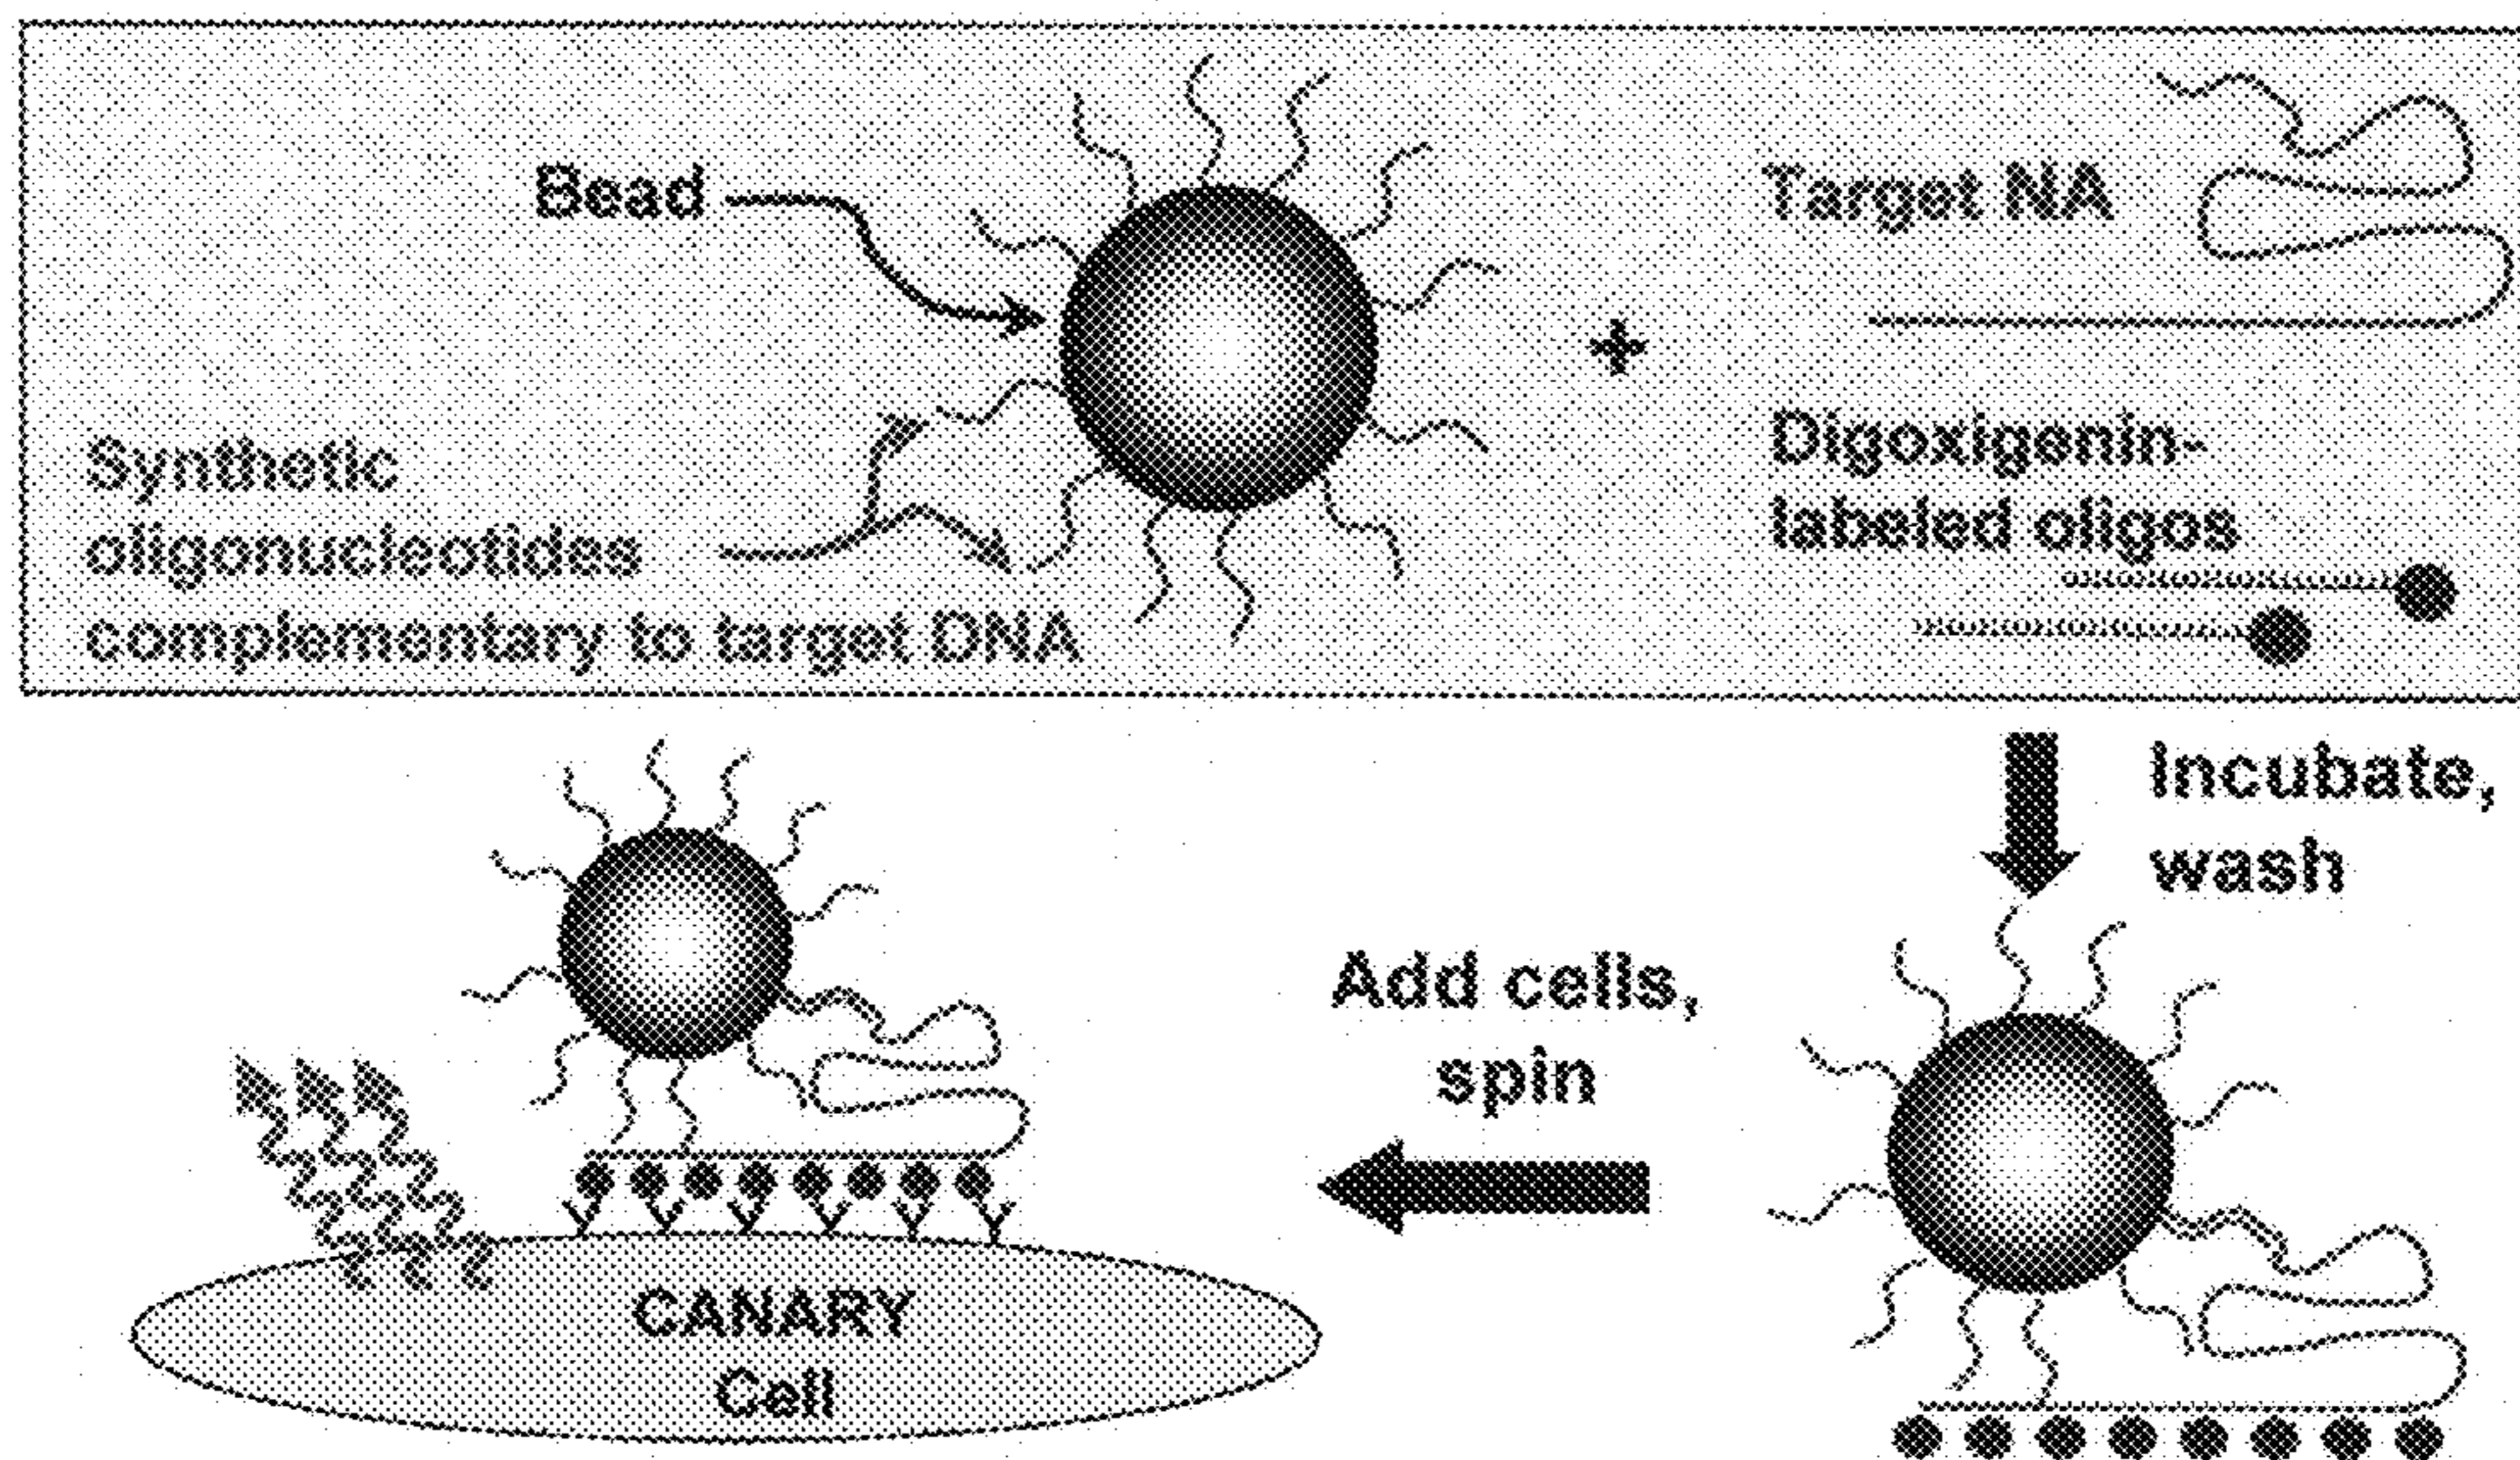 Bead
Target NA
Synthetic
oligonucleotides
complementary to target DNA
+
Digoxigenin-
labeled oligos
Incubate,
wash
Add cells,
spin
CANARY
Cell